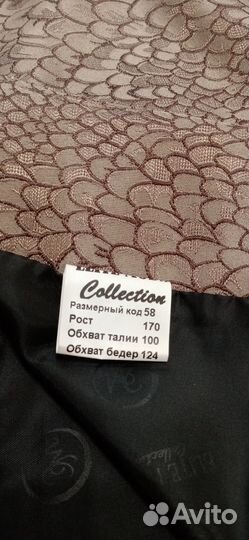 Collection
Размерный код 58
Рост 170
Обхват талии 100
Обхват бедер 124
Avito